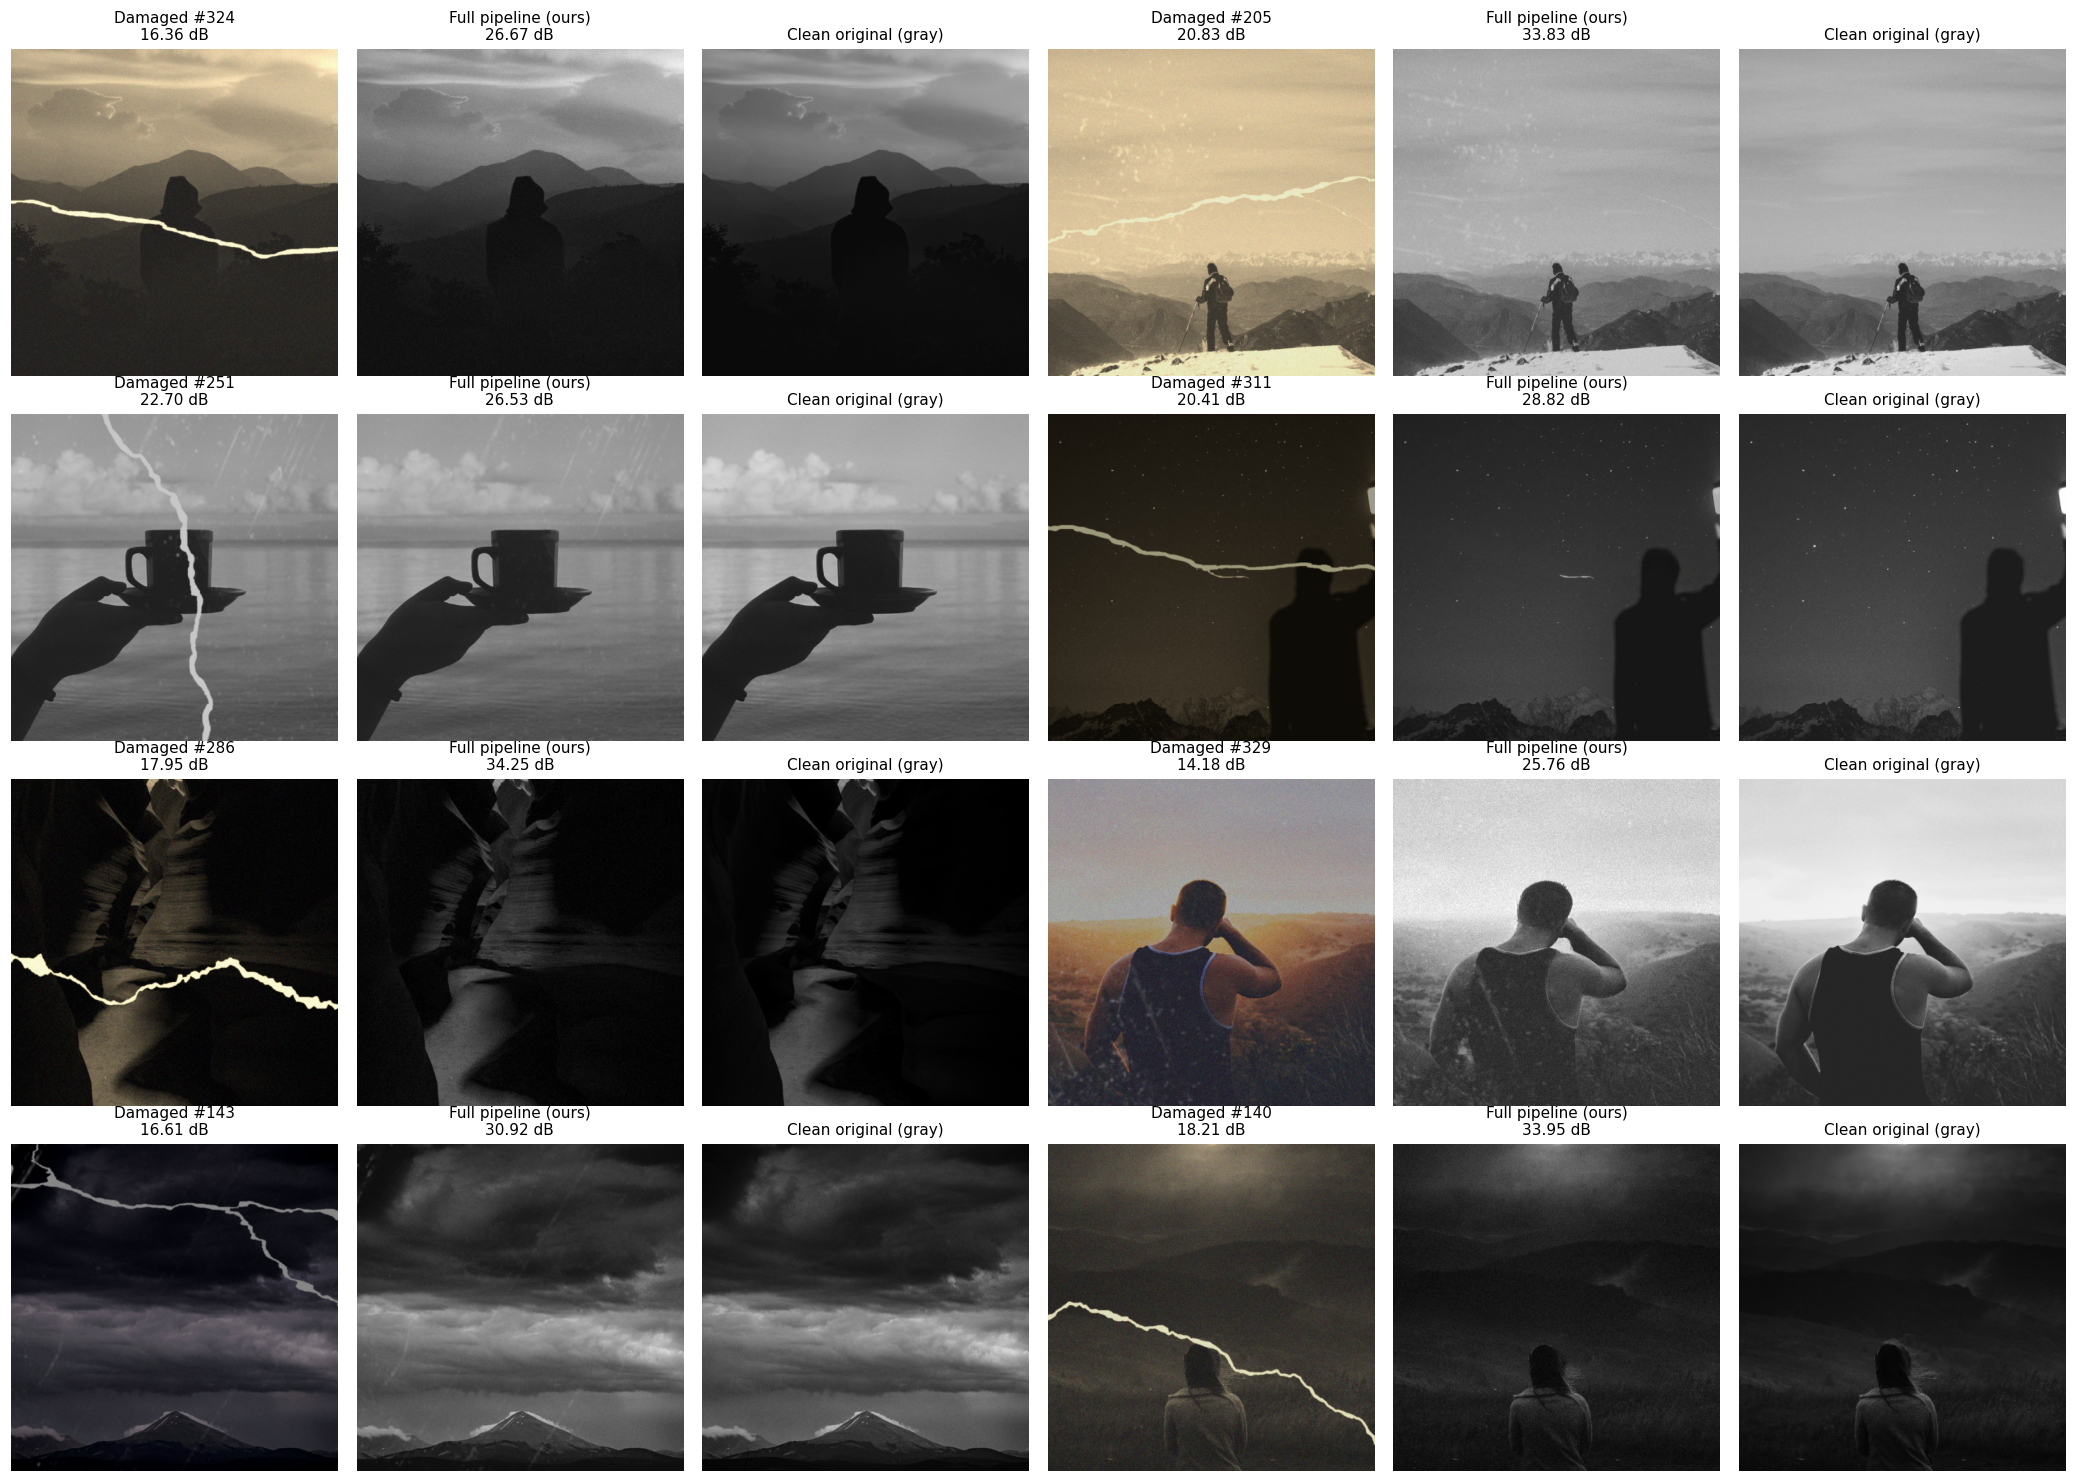 Damaged #324
16.36 dB
Full pipeline (ours)
26.67 dB
Clean original (gray)
Damaged #205
20.83 dB
Full pipeline (ours)
33.83 dB
Clean original (gray)
Damaged #251
22.70 dB
Full pipeline (ours)
26.53 dB
Clean original (gray)
Damaged #311
20.41 dB
Full pipeline (ours)
28.82 dB
Clean original (gray)
Damaged #286
17.95 dB
Full pipeline (ours)
34.25 dB
Clean original (gray)
Damaged #329
14.18 dB
Full pipeline (ours)
25.76 dB
Clean original (gray)
Damaged #143
16.61 dB
Full pipeline (ours)
30.92 dB
Clean original (gray)
Damaged #140
18.21 dB
Full pipeline (ours)
33.95 dB
Clean original (gray)